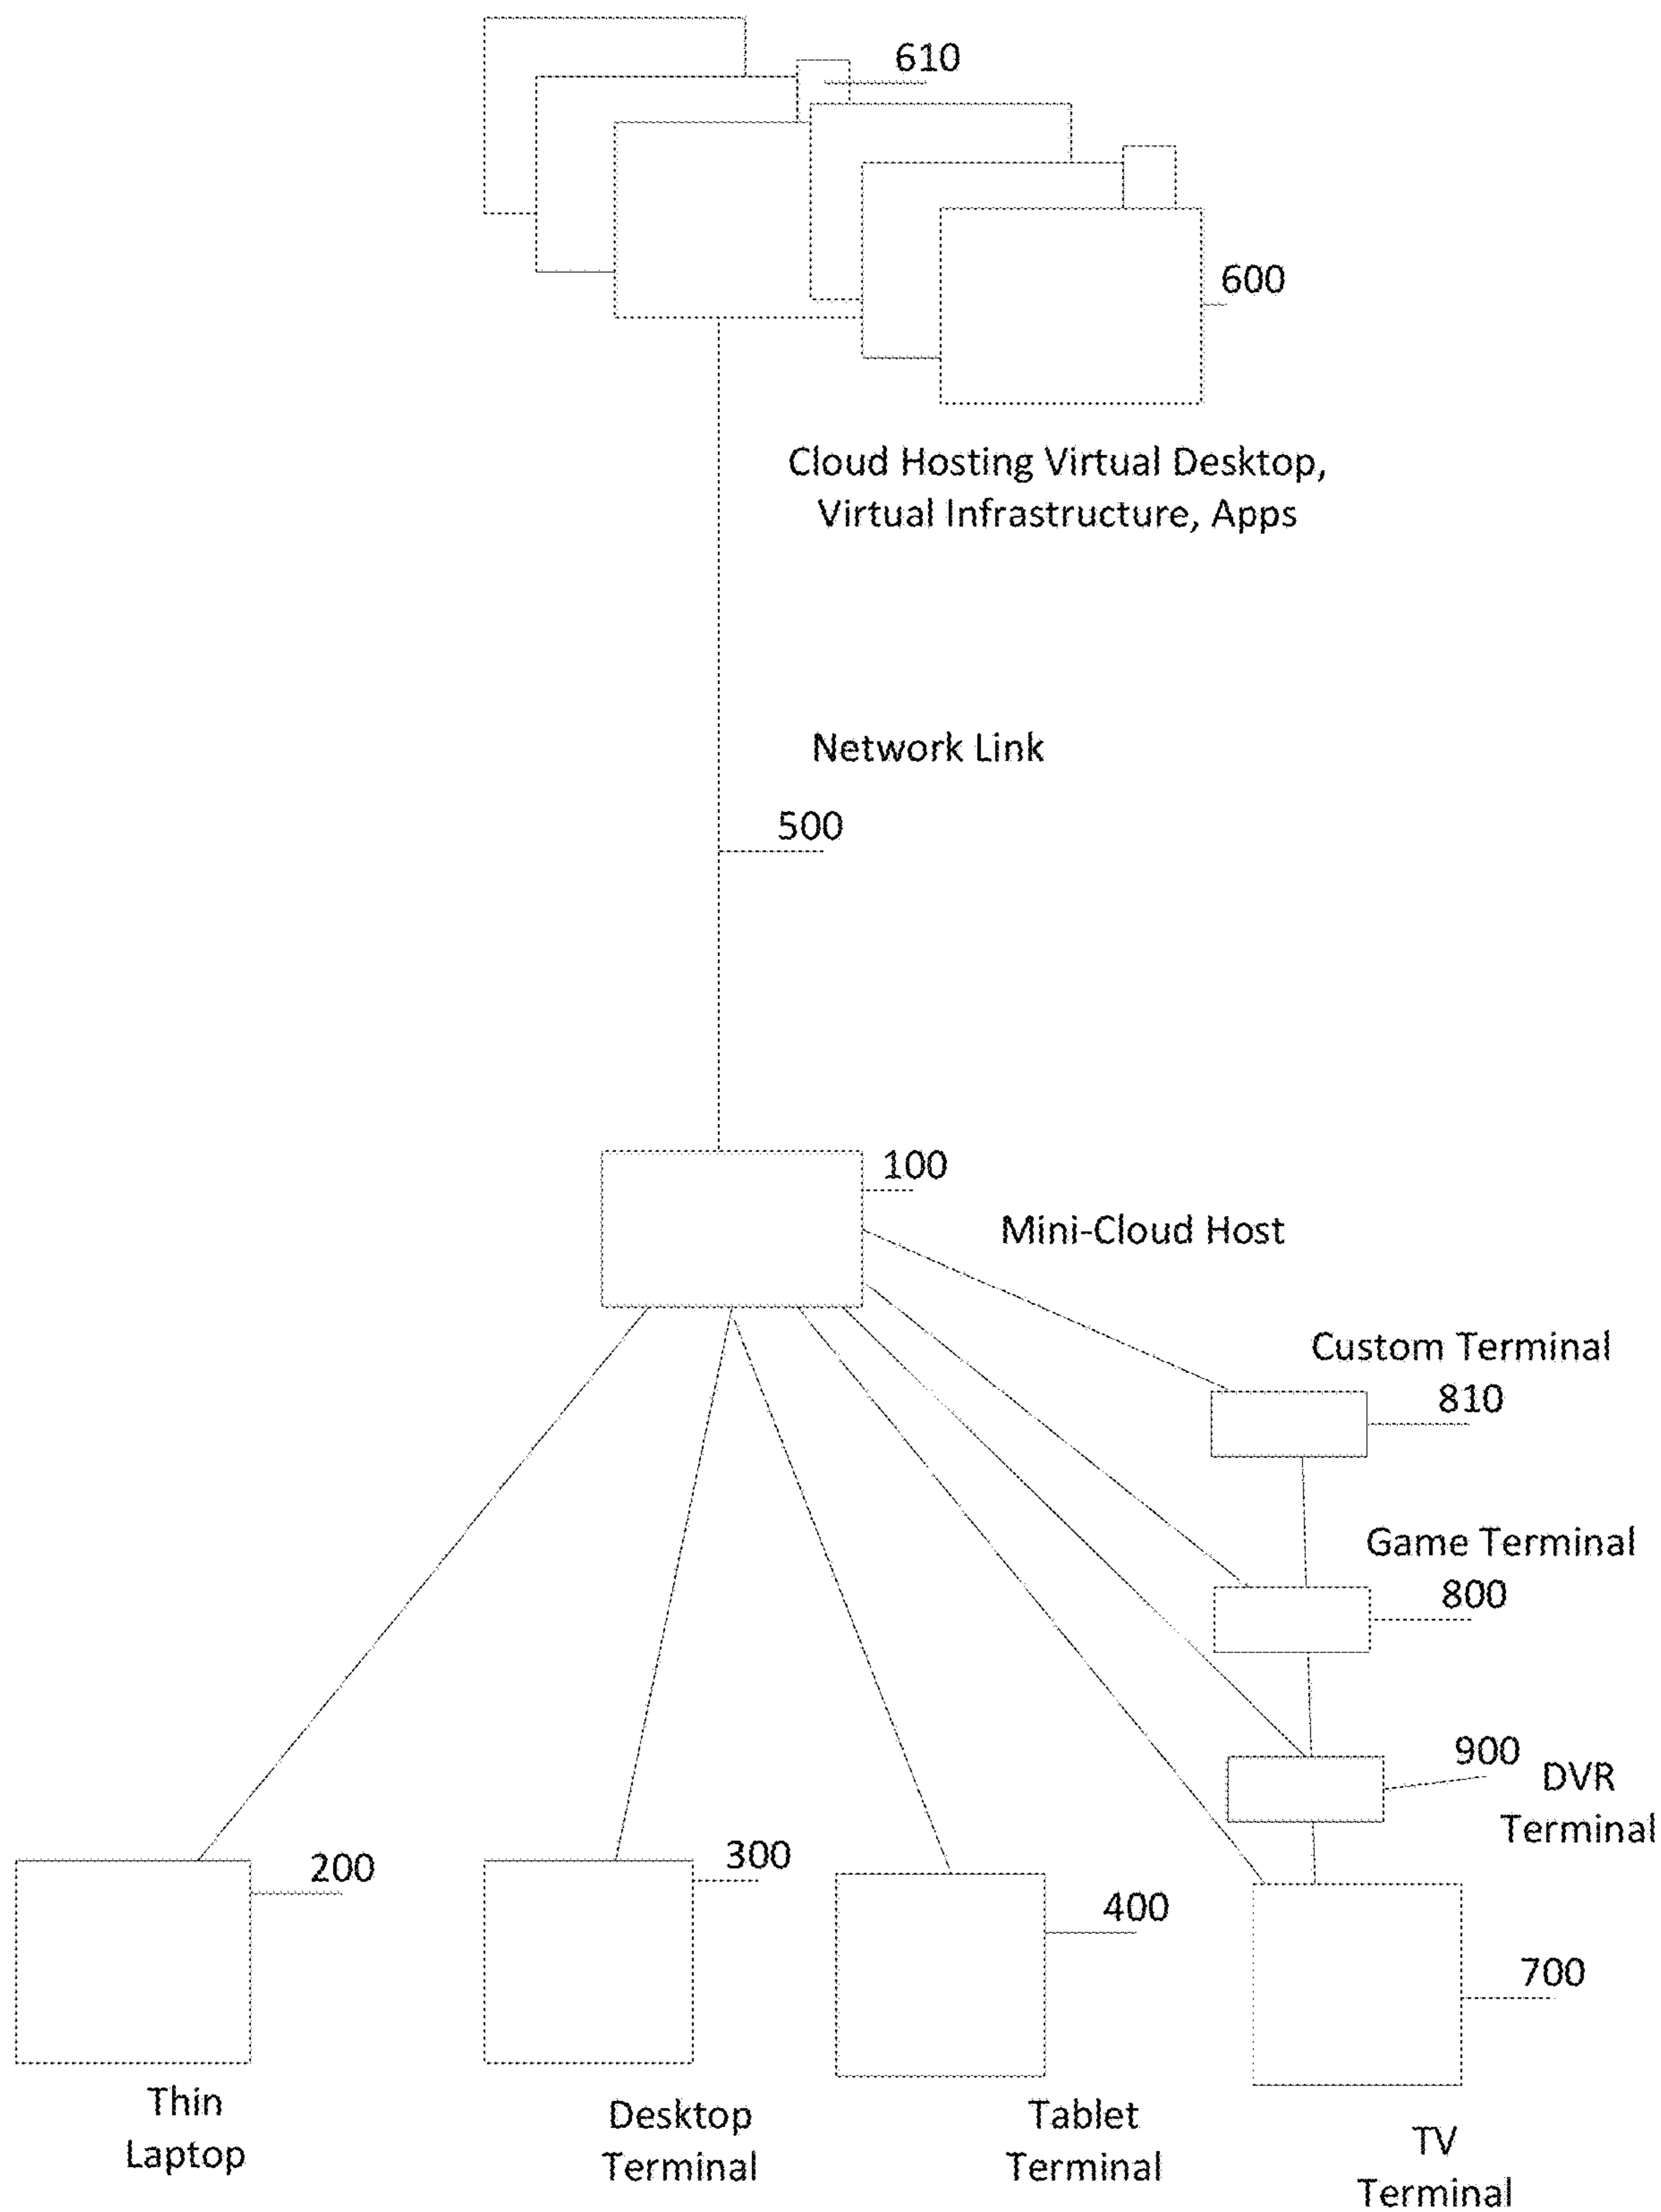 610
600
Cloud Hosting Virtual Desktop,
Virtual Infrastructure, Apps
Network Link
500
100
Mini-Cloud Host
Custom Terminal
810
Game Terminal
800
900
DVR
Terminal
200
300
400
700
Thin
Laptop
Desktop
Terminal
Tablet
Terminal
TV
Terminal